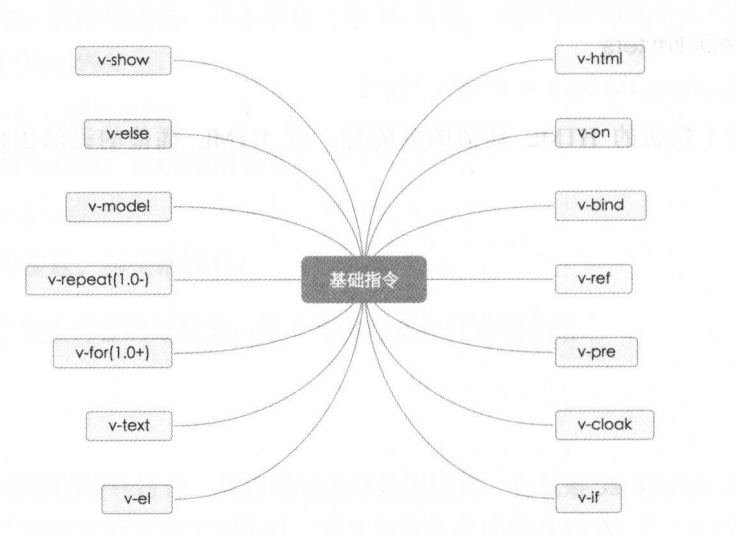 v-show
v-else
v-model
v-repeat(1.0-)
v-for(1.0+)
v-text
v-el
基础指令
v-html
v-on
v-bind
v-ref
v-pre
v-cloak
v-if